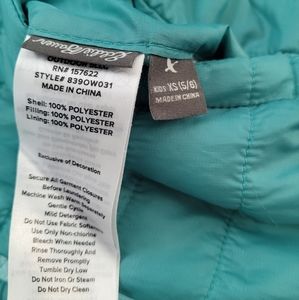 Eddie Bauer
OUTDOOR
RN# 157622
STYLE# 839OW031
MADE IN CHINA
Shell: 100% POLYESTER
Filling: 100% POLYESTER
Lining: 100% POLYESTER
Exclusive of Decoration
Secure All Garment Closures
Before Laundering
Machine Wash Warm Separately
Gentle Cycle
Mild Detergent
Do Not Use Fabric Softener
Use Only Non-chlorine
Bleach When Needed
Rinse Thoroughly And
Remove Promptly
Tumble Dry Low
Do Not Iron Or Steam
Do Not Dry Clean
KIDS' XS (5/6)
MADE IN CHINA